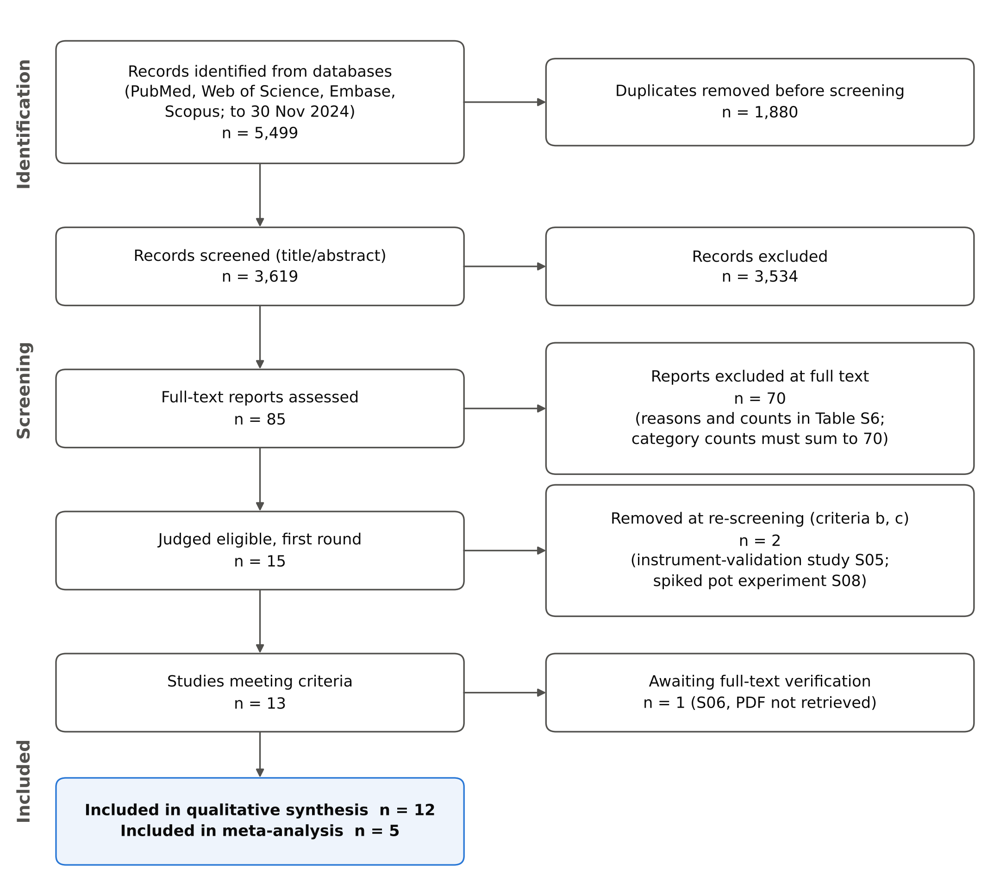 Identification
Records identified from databases
(PubMed, Web of Science, Embase,
Scopus; to 30 Nov 2024)
n = 5,499
Duplicates removed before screening
n = 1,880
Screening
Records screened (title/abstract)
n = 3,619
Records excluded
n = 3,534
Full-text reports assessed
n = 85
Reports excluded at full text
n = 70
(reasons and counts in Table S6;
category counts must sum to 70)
Judged eligible, first round
n = 15
Removed at re-screening (criteria b, c)
n = 2
(instrument-validation study S05;
spiked pot experiment S08)
Studies meeting criteria
n = 13
Awaiting full-text verification
n = 1 (S06, PDF not retrieved)
Included
Included in qualitative synthesis  n = 12
Included in meta-analysis  n = 5